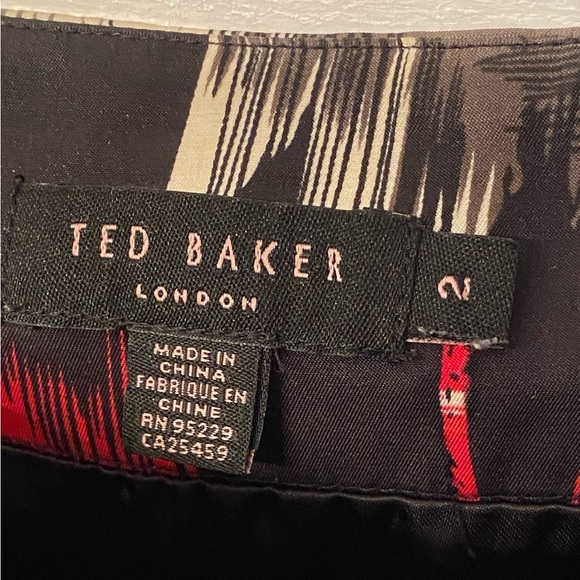 TED BAKER
LONDON
2
MADE IN
CHINA
FABRIQUE EN
CHINE
RN 95229
CA25459